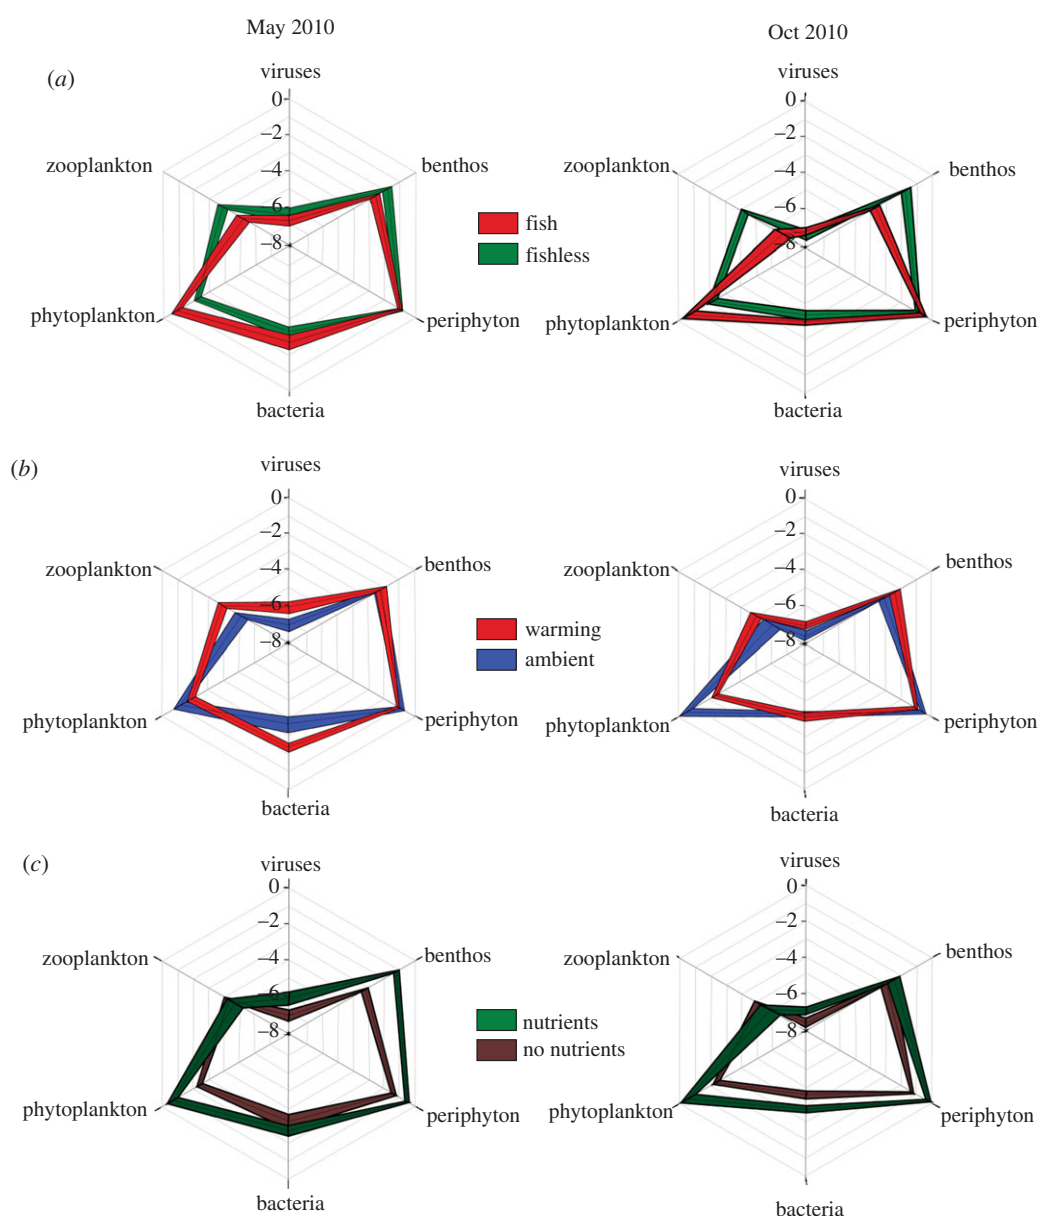 May 2010
Oct 2010
(a)
viruses
0
–2
–4
–6
–8
zooplankton
benthos
phytoplankton
periphyton
bacteria
fish
fishless
viruses
0
–2
–4
–6
–8
zooplankton
benthos
phytoplankton
periphyton
bacteria
(b)
viruses
0
–2
–4
–6
–8
zooplankton
benthos
phytoplankton
periphyton
bacteria
warming
ambient
viruses
0
–2
–4
–6
–8
zooplankton
benthos
phytoplankton
periphyton
bacteria
(c)
viruses
0
–2
–4
–6
–8
zooplankton
benthos
phytoplankton
periphyton
bacteria
nutrients
no nutrients
viruses
0
–2
–4
–6
–8
zooplankton
benthos
phytoplankton
periphyton
bacteria